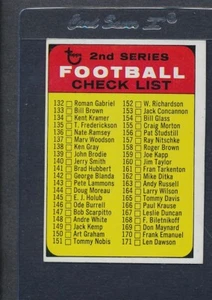 2nd SERIES
FOOTBALL
CHECK LIST
132 Roman Gabriel
133 Bill Brown
134 Kent Kramer
135 T. Frederickson
136 Nate Ramsey
137 Marv Woodson
138 Ken Gray
139 John Brodie
140 Jerry Smith
141 Brad Hubbert
142 George Blanda
143 Pete Lammons
144 Doug Moreau
145 E. J. Holub
146 Ode Burrell
147 Bob Scarpitto
148 Andre White
149 Jack Kemp
150 Art Graham
151 Tommy Nobis
152 W. Richardson
153 Jack Concannon
154 Bill Glass
155 Craig Morton
156 Pat Studstill
157 Ray Nitschke
158 Roger Brown
159 Joe Kapp
160 Jim Taylor
161 Fran Tarkenton
162 Mike Ditka
163 Andy Russell
164 Larry Wilson
165 Tommy Davis
166 Paul Krause
167 Leslie Duncan
168 F. Biletnikoff
169 Don Maynard
170 Frank Emanuel
171 Len Dawson